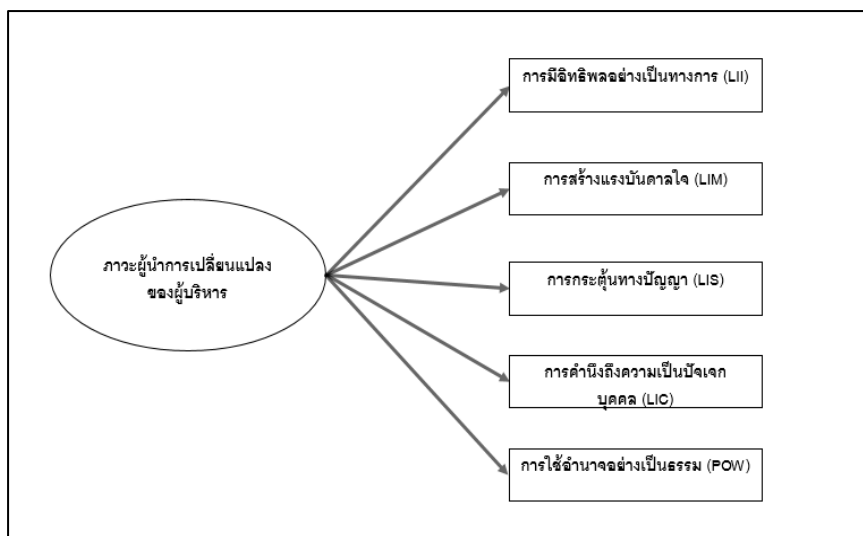 การมีอิทธิพลอย่างเป็นทางการ (LII)
การสร้างแรงบันดาลใจ (LIM)
ภาวะผู้นำการเปลี่ยนแปลง
ของผู้บริหาร
การกระตุ้นทางปัญญา (LIS)
การคำนึงถึงความเป็นปัจเจก
บุคคล (LIC)
การใช้อำนาจอย่างเป็นธรรม (POW)